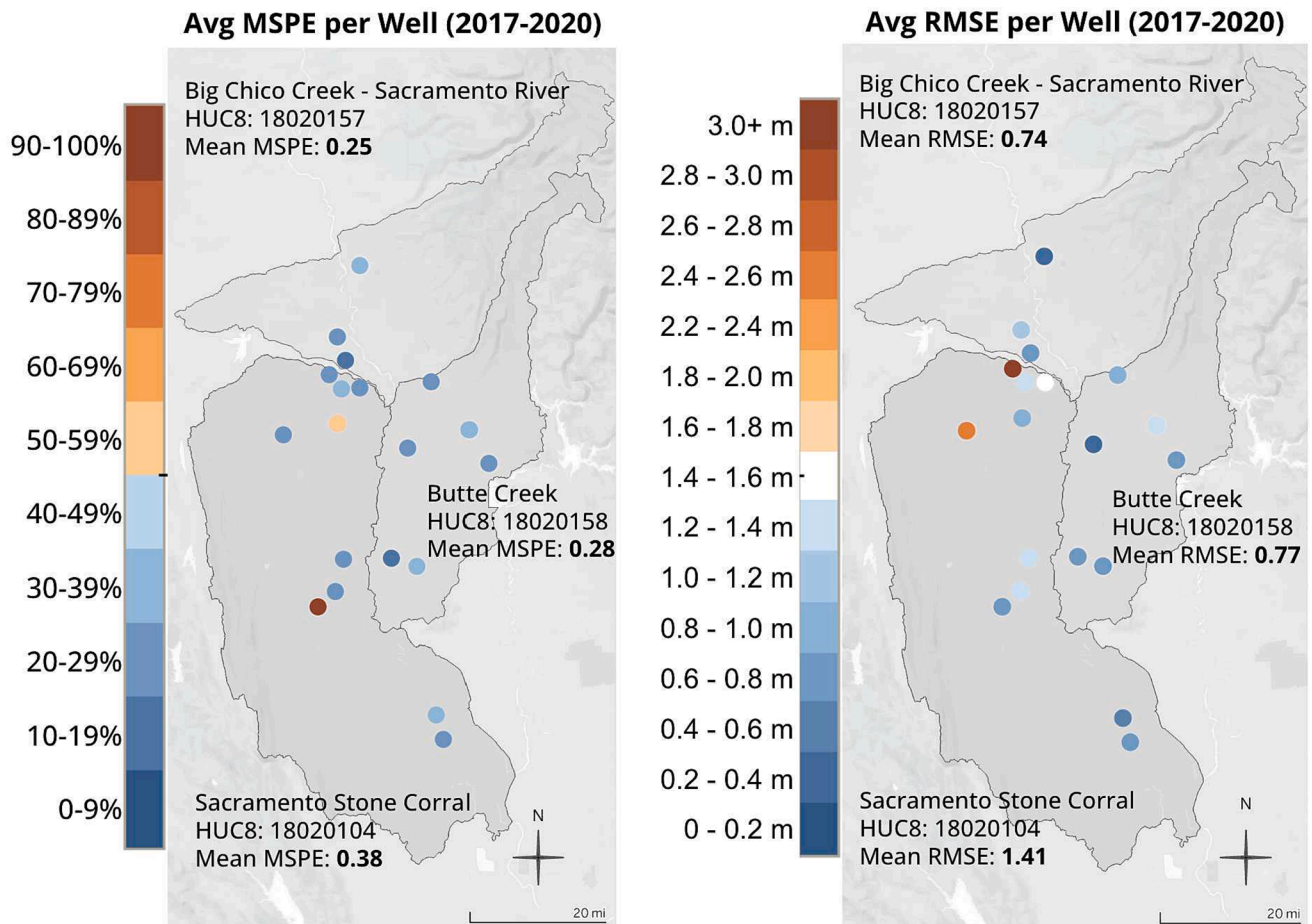 Avg MSPE per Well (2017-2020)
90-100%
80-89%
70-79%
60-69%
50-59%
40-49%
30-39%
20-29%
10-19%
0-9%
Big Chico Creek - Sacramento River
HUC8: 18020157
Mean MSPE: 0.25
Butte Creek
HUC8: 18020158
Mean MSPE: 0.28
Sacramento Stone Corral
HUC8: 18020104
Mean MSPE: 0.38
N
20 mi
Avg RMSE per Well (2017-2020)
3.0+ m
2.8 - 3.0 m
2.6 - 2.8 m
2.4 - 2.6 m
2.2 - 2.4 m
1.8 - 2.0 m
1.6 - 1.8 m
1.4 - 1.6 m
1.2 - 1.4 m
1.0 - 1.2 m
0.8 - 1.0 m
0.6 - 0.8 m
0.4 - 0.6 m
0.2 - 0.4 m
0 - 0.2 m
Big Chico Creek - Sacramento River
HUC8: 18020157
Mean RMSE: 0.74
Butte Creek
HUC8: 18020158
Mean RMSE: 0.77
Sacramento Stone Corral
HUC8: 18020104
Mean RMSE: 1.41
N
20 mi